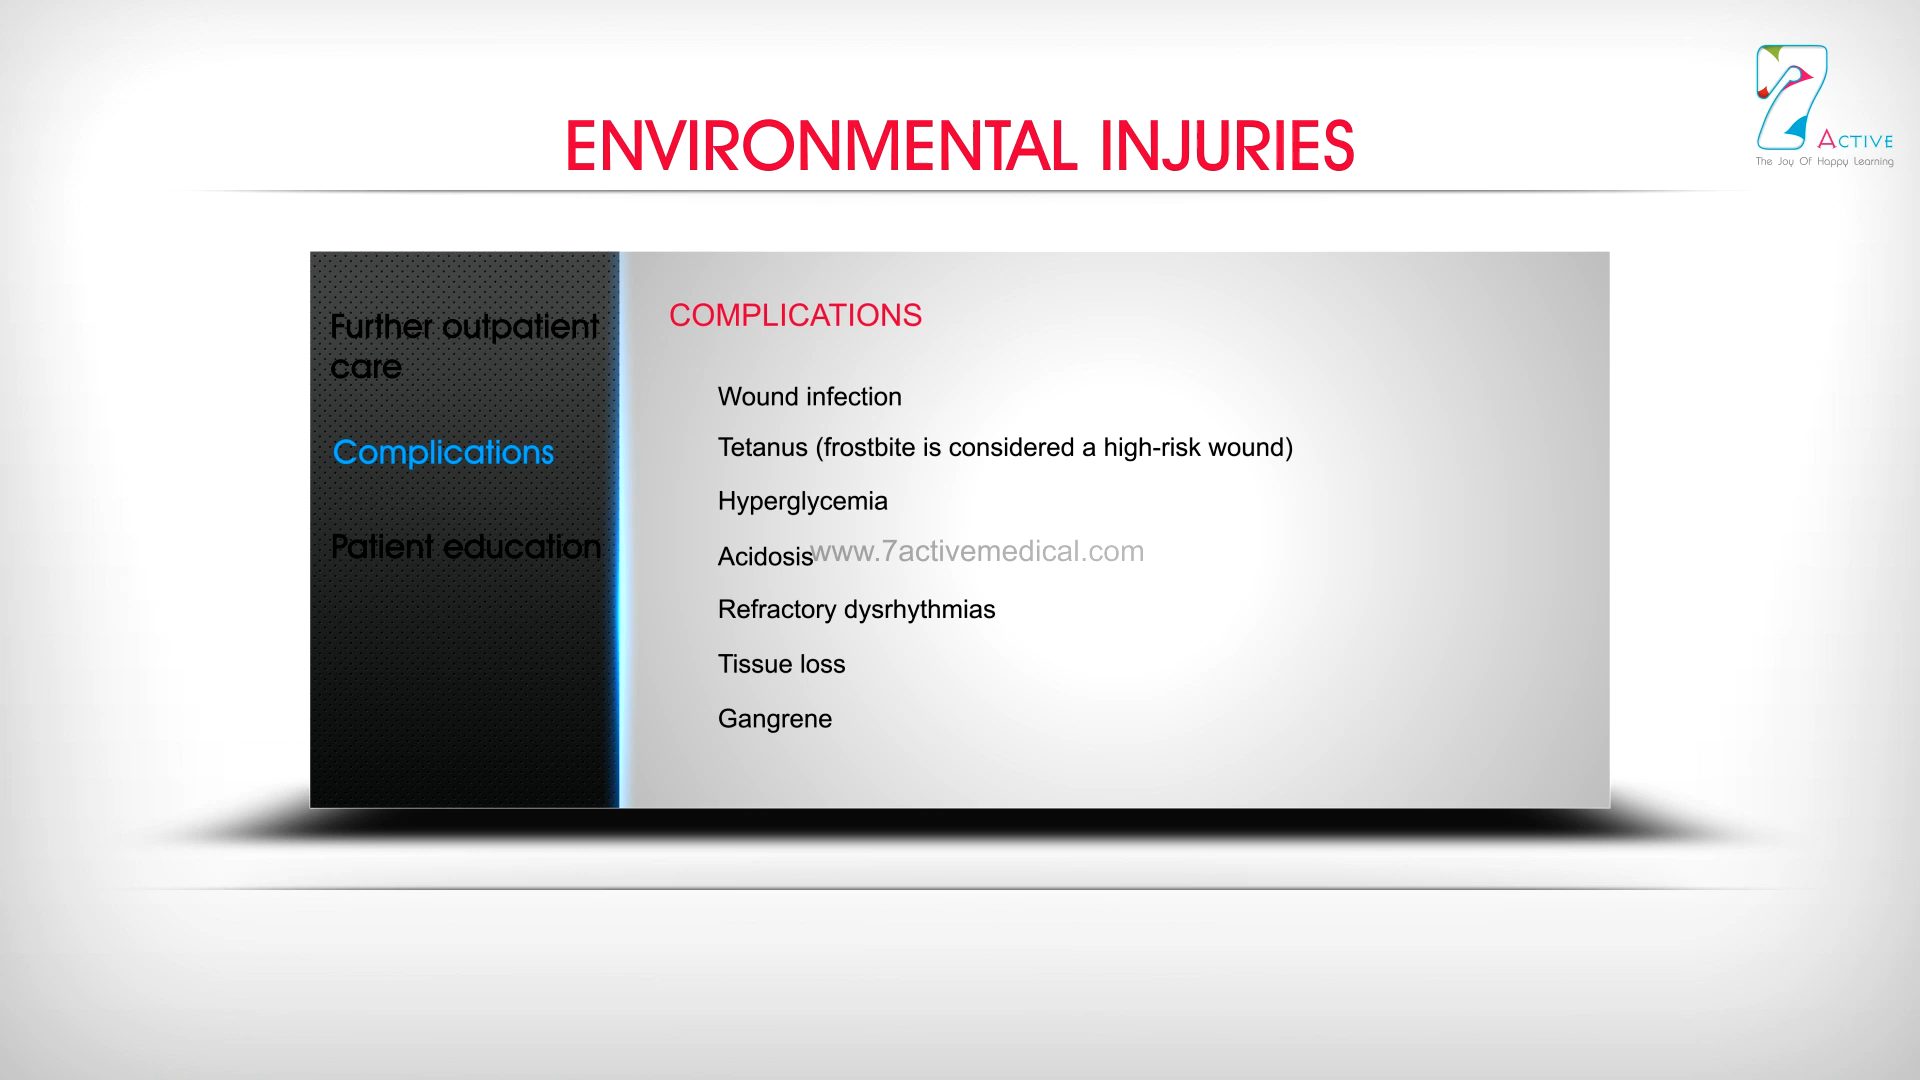 ENVIRONMENTAL INJURIES
7 ACTIVE
The Joy Of Happy Learning
Further outpatient
care
Complications
Patient education
COMPLICATIONS
Wound infection
Tetanus (frostbite is considered a high-risk wound)
Hyperglycemia
Acidosis
www.7activemedical.com
Refractory dysrhythmias
Tissue loss
Gangrene